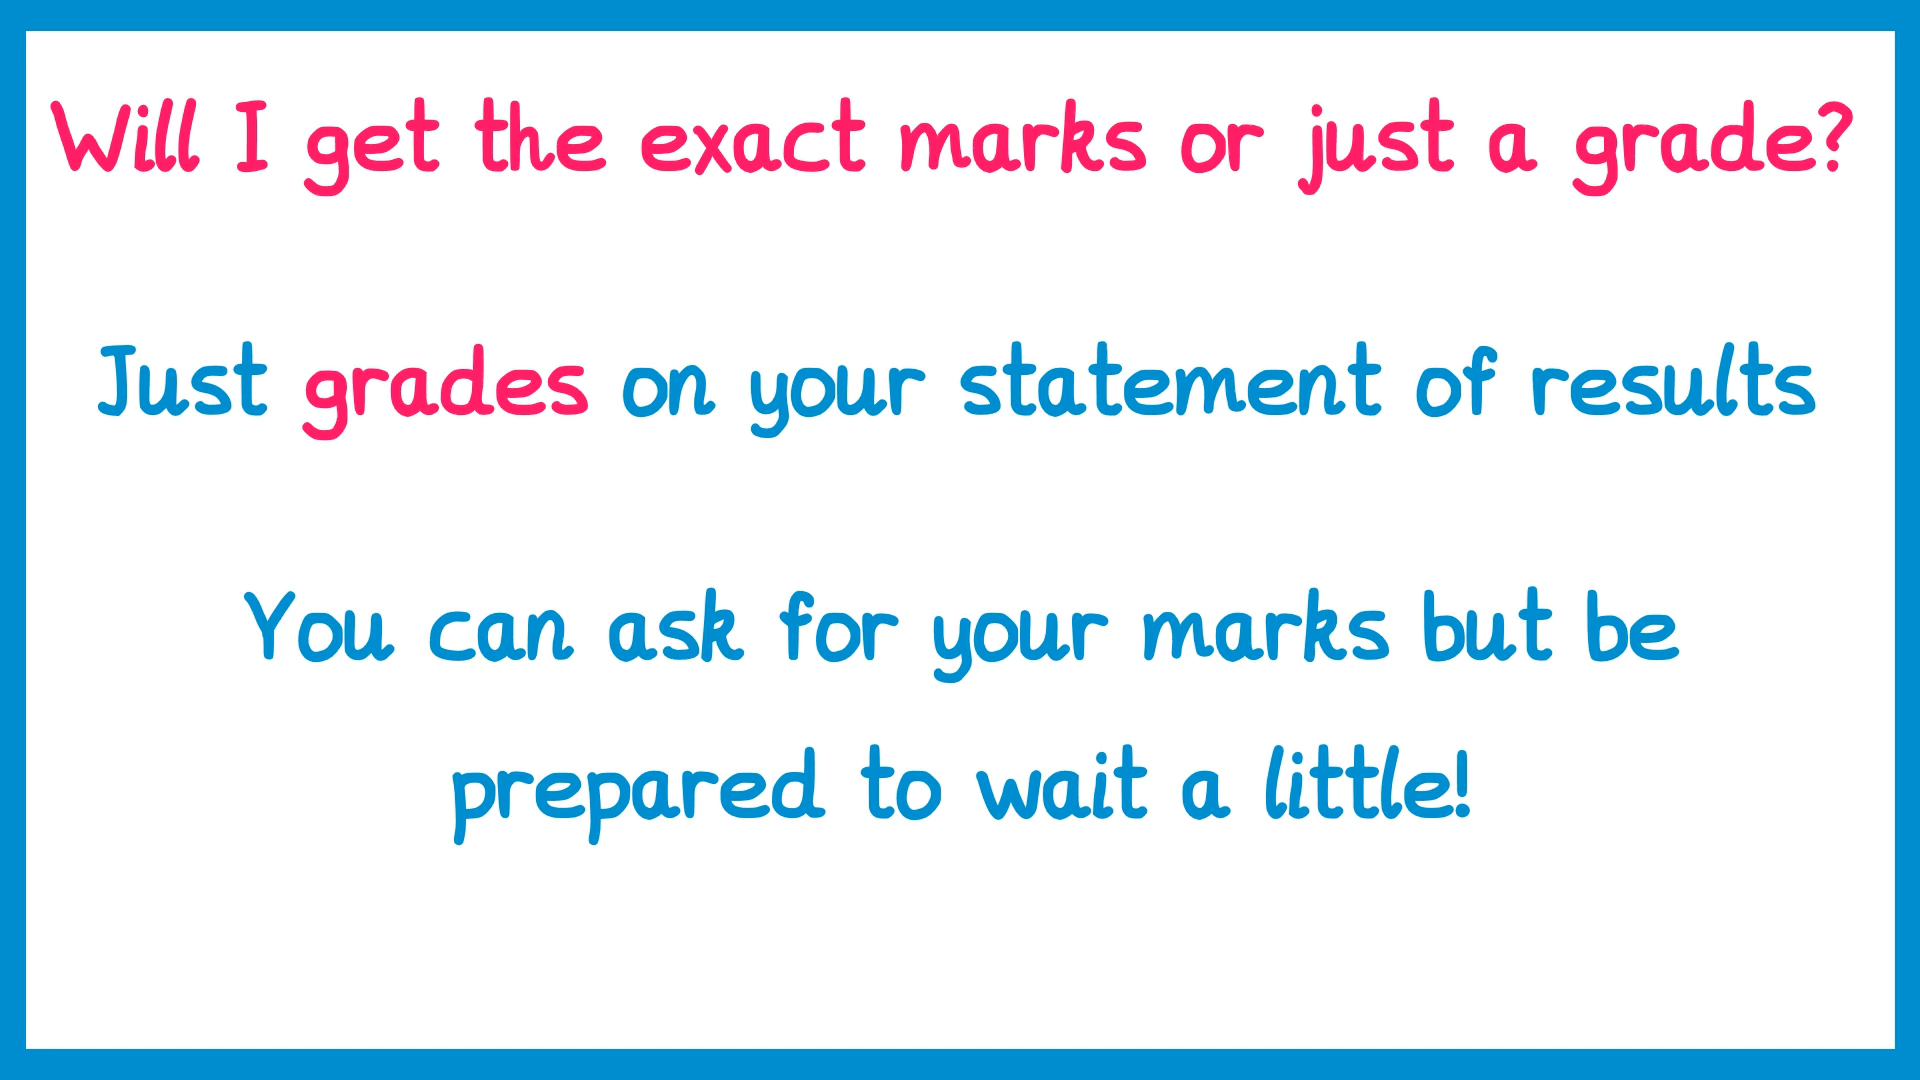 Will I get the exact marks or just a grade?
Just grades on your statement of results
You can ask for your marks but be
prepared to wait a little!